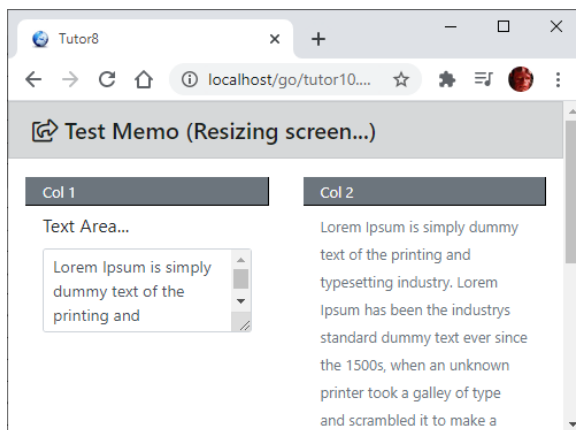 Tutor8
localhost/go/tutor10....
Test Memo (Resizing screen...)
Col 1
Text Area...
Lorem Ipsum is simply
dummy text of the
printing and
Col 2
Lorem Ipsum is simply dummy
text of the printing and
typesetting industry. Lorem
Ipsum has been the industrys
standard dummy text ever since
the 1500s, when an unknown
printer took a galley of type
and scrambled it to make a